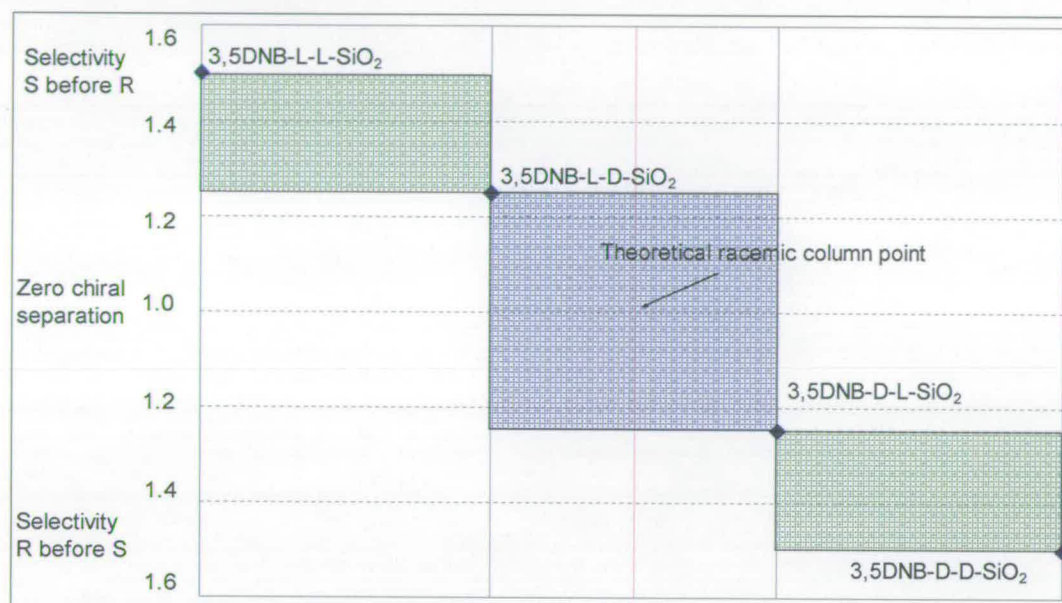 1.6
Selectivity
S before R
3,5DNB-L-L-SiO₂
1.4
3,5DNB-L-D-SiO₂
1.2
Theoretical racemic column point
Zero chiral
separation
1.0
3,5DNB-D-L-SiO₂
1.2
1.4
Selectivity
R before S
3,5DNB-D-D-SiO₂
1.6